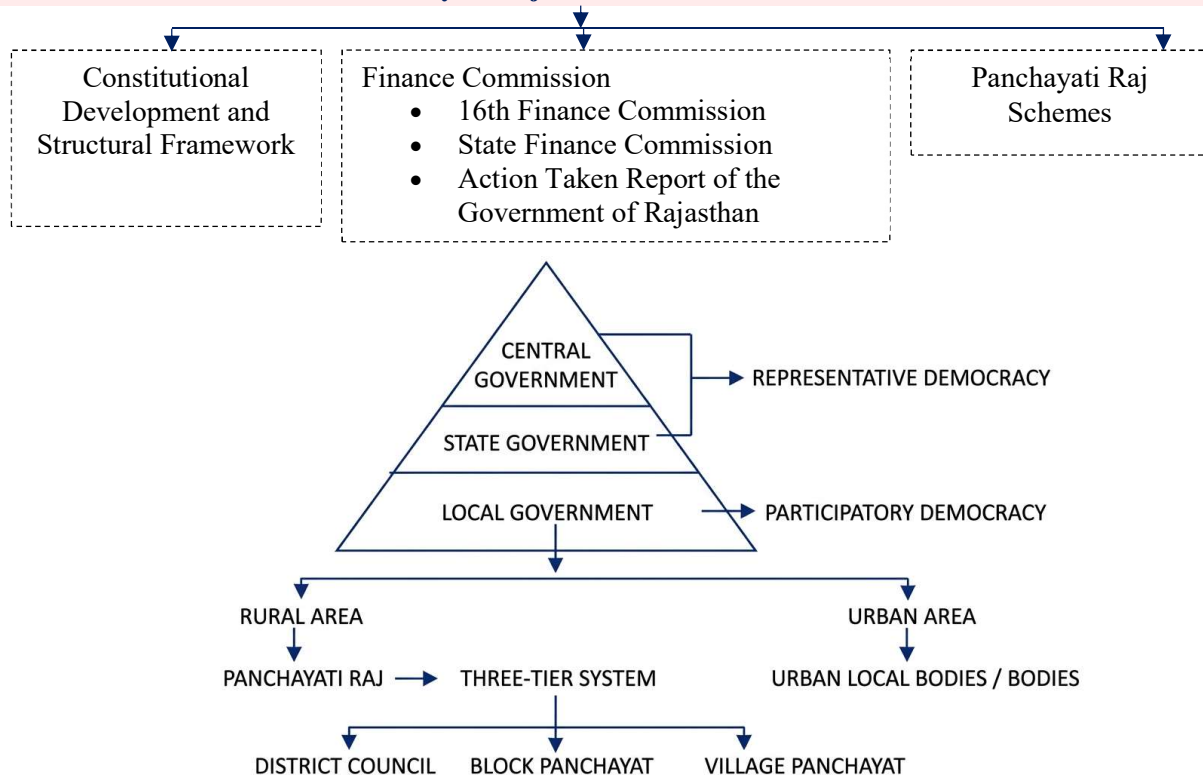 Constitutional
Development and
Structural Framework
Finance Commission
• 16th Finance Commission
• State Finance Commission
• Action Taken Report of the
Government of Rajasthan
Panchayati Raj
Schemes
CENTRAL
GOVERNMENT
REPRESENTATIVE DEMOCRACY
STATE GOVERNMENT
LOCAL GOVERNMENT
PARTICIPATORY DEMOCRACY
RURAL AREA
URBAN AREA
PANCHAYATI RAJ
THREE-TIER SYSTEM
URBAN LOCAL BODIES / BODIES
DISTRICT COUNCIL
BLOCK PANCHAYAT
VILLAGE PANCHAYAT